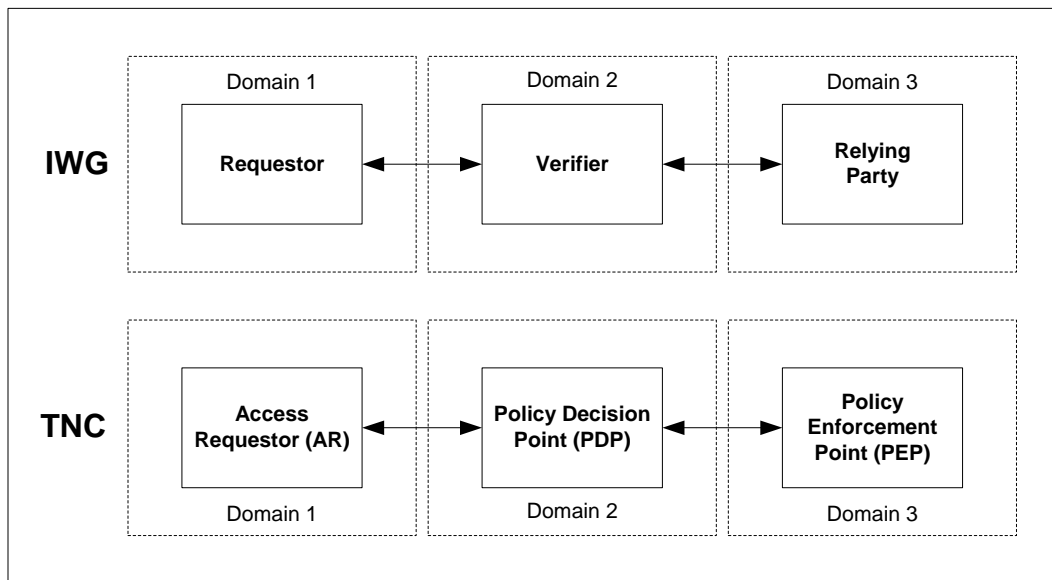 Domain 1
Domain 2
Domain 3
IWG
Requestor
Verifier
Relying
Party
TNC
Access
Requestor (AR)
Policy Decision
Point (PDP)
Policy
Enforcement
Point (PEP)
Domain 1
Domain 2
Domain 3